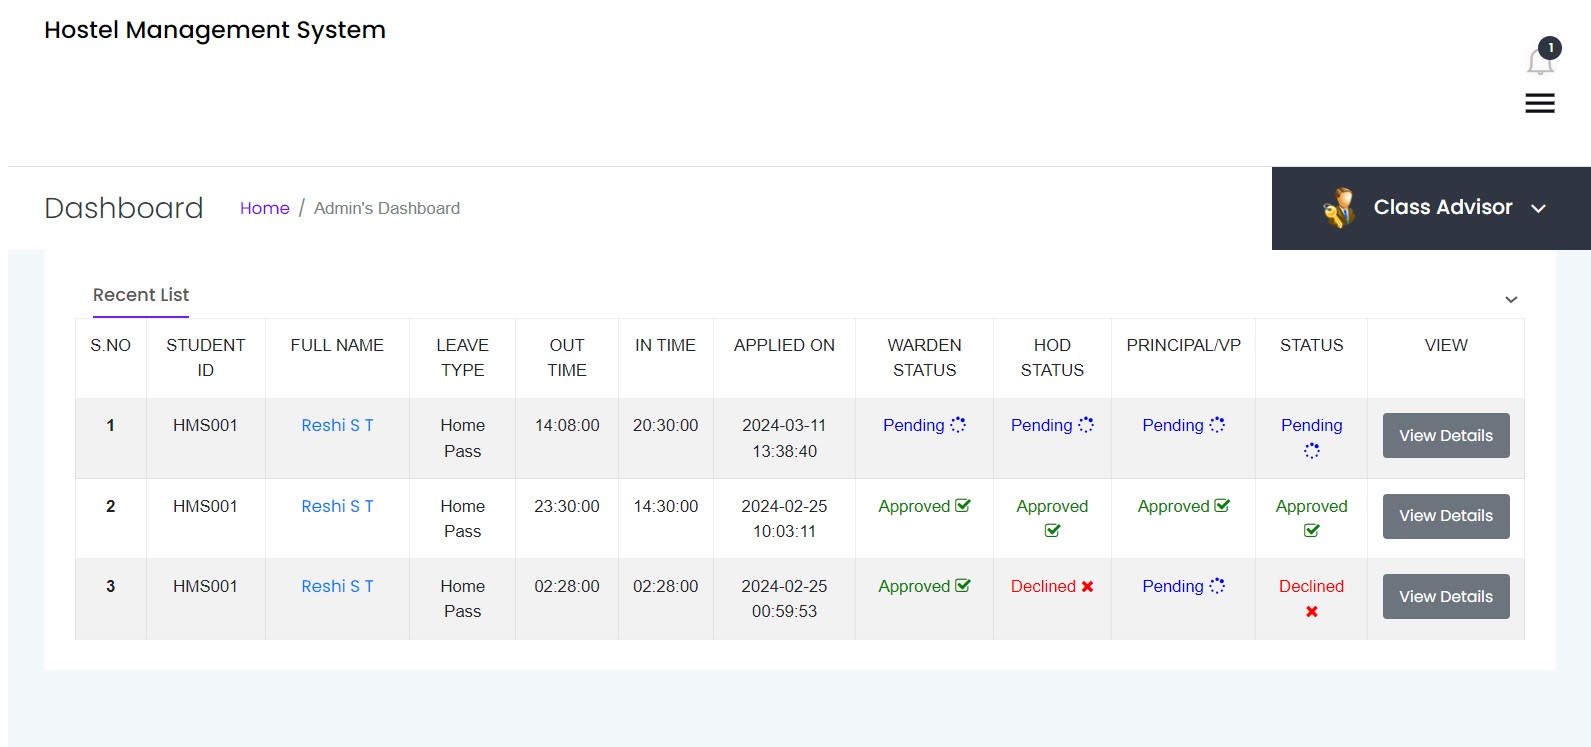 Hostel Management System
1
Dashboard Home / Admin's Dashboard Class Advisor
Recent List
S.NO STUDENT ID FULL NAME LEAVE TYPE OUT TIME IN TIME APPLIED ON WARDEN STATUS HOD STATUS PRINCIPAL/VP STATUS VIEW
1 HMS001 Reshi S T Home Pass 14:08:00 20:30:00 2024-03-11 13:38:40 Pending Pending Pending Pending View Details
2 HMS001 Reshi S T Home Pass 23:30:00 14:30:00 2024-02-25 10:03:11 Approved Approved Approved Approved View Details
3 HMS001 Reshi S T Home Pass 02:28:00 02:28:00 2024-02-25 00:59:53 Approved Declined Pending Declined View Details